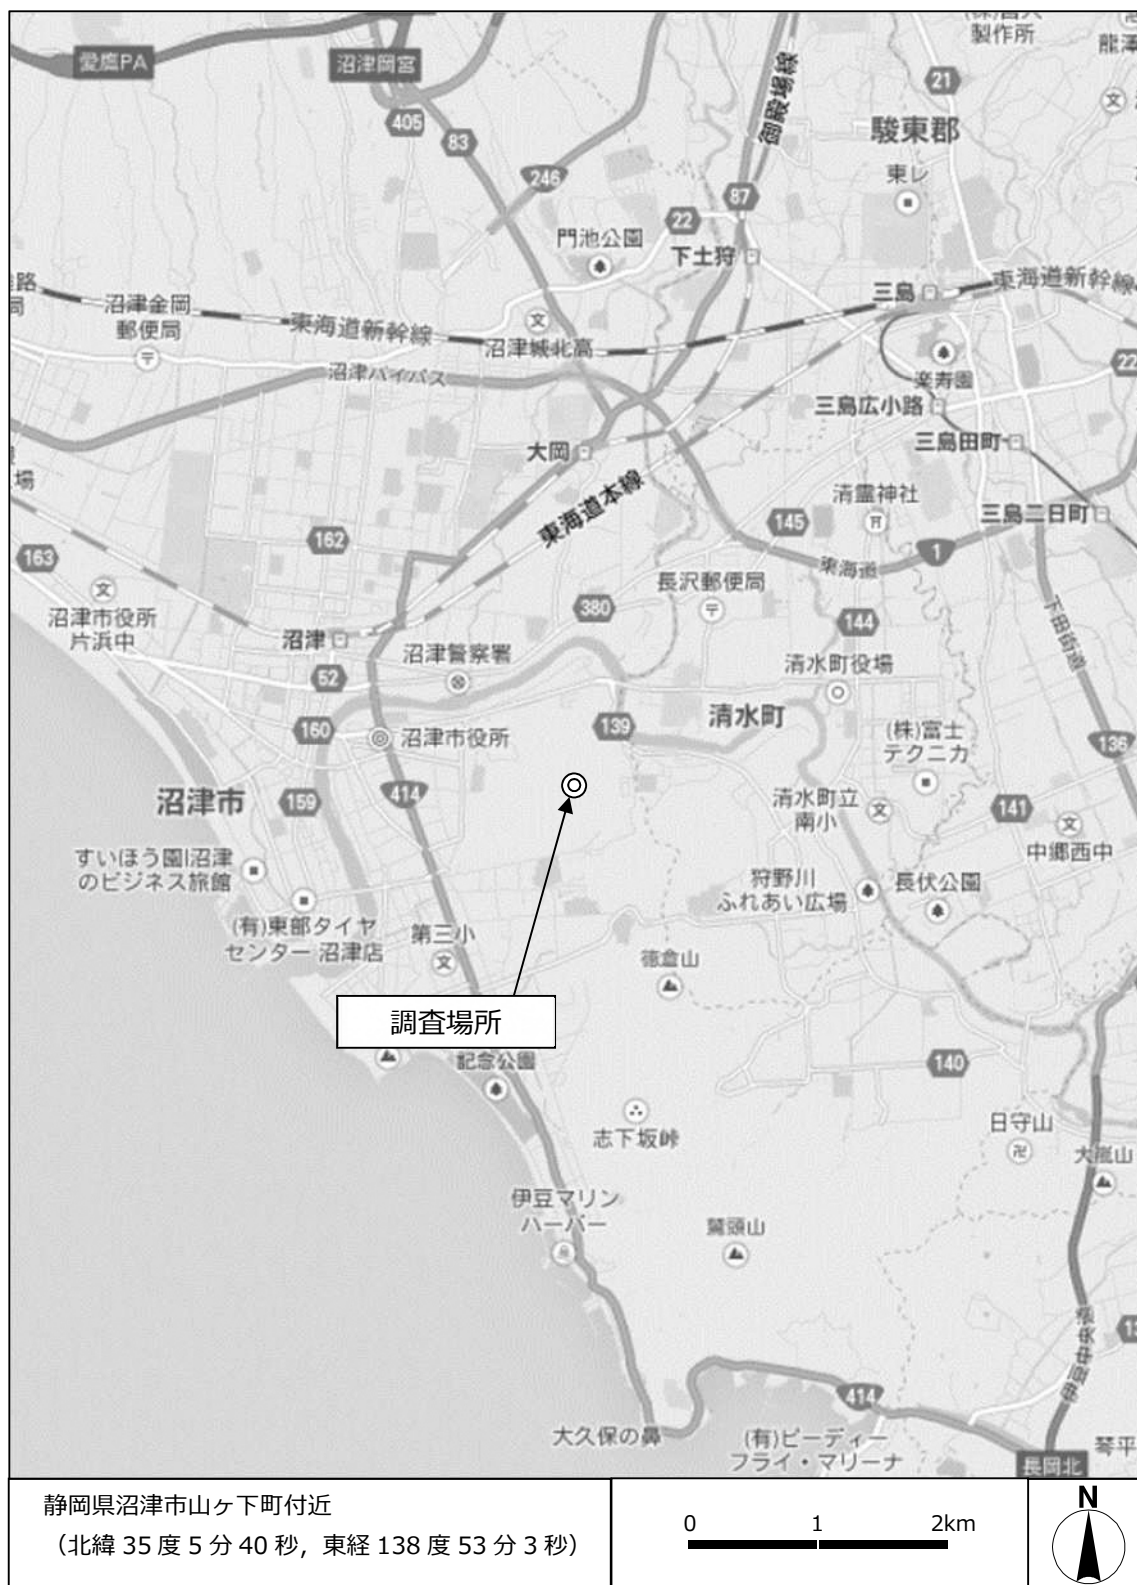 製作所
愛鷹PA
沼津岡宮
御殿場線
21
405
83
駿東郡
246
東レ
87
22
門池公園
下土狩
三島
東海道新幹線
沼津金岡
郵便局
東海道新幹線
沼津城北高
沼津バイパス
楽寿園
22
三島広小路
三島田町
大岡
場
東海道本線
清霊神社
145
三島二日町
162
163
1
東海道
長沢郵便局
沼津市役所
片浜中
380
144
下田街道
沼津
沼津警察署
52
清水町役場
清水町
160
139
沼津市役所
(株)富士
テクニカ
136
沼津市
159
414
清水町立
南小
141
中郷西中
すいほう園|沼津
のビジネス旅館
狩野川
ふれあい広場
長伏公園
(有)東部タイヤ
センター 沼津店
第三小
徳倉山
調査場所
記念公園
140
志下坂峠
日守山
大嵐山
伊豆マリン
ハーバー
鷲頭山
伊豆中央道
13
414
大久保の鼻
(有)ビーディー
フライ・マリーナ
長岡北
琴平
静岡県沼津市山ヶ下町付近
（北緯 35 度 5 分 40 秒，東経 138 度 53 分 3 秒）
0 1 2km
N